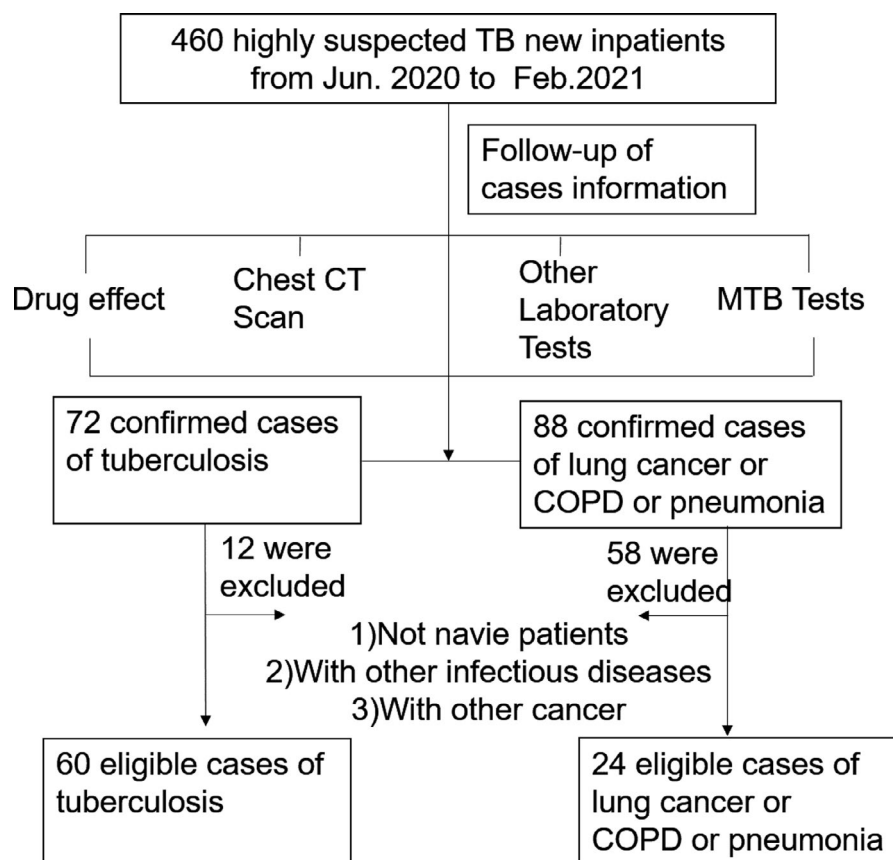 460 highly suspected TB new inpatients
from Jun. 2020 to Feb.2021
Follow-up of
cases information
Drug effect
Chest CT
Scan
Other
Laboratory
Tests
MTB Tests
72 confirmed cases
of tuberculosis
88 confirmed cases
of lung cancer or
COPD or pneumonia
12 were
excluded
58 were
excluded
1)Not navie patients
2)With other infectious diseases
3)With other cancer
60 eligible cases of
tuberculosis
24 eligible cases of
lung cancer or
COPD or pneumonia